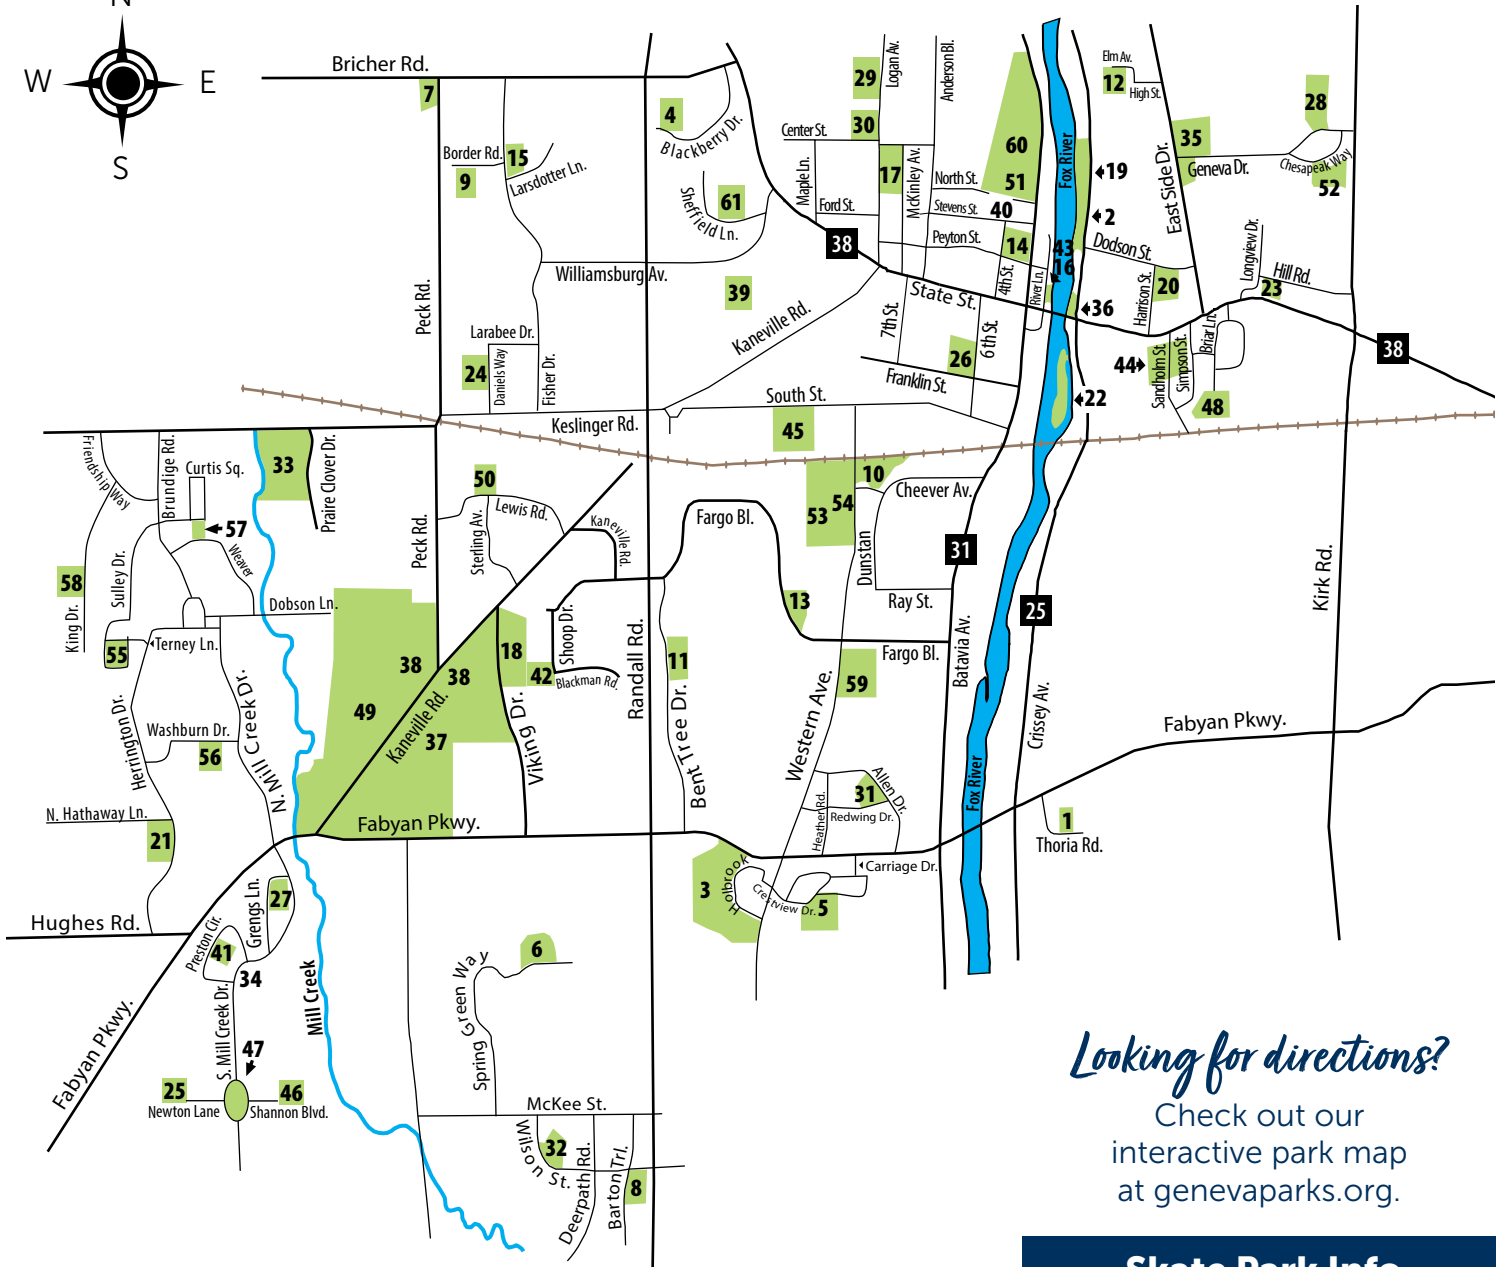 N
W
E
S
Bricher Rd.
7
Border Rd.
15
9
Larsdotter Ln.
4
Blackberry Dr.
Sheffield Ln.
61
Williamsburg Av.
39
38
Peck Rd.
Larabee Dr.
24
Daniels Way
Fisher Dr.
Kaneville Rd.
29
30
Center St.
Logan Av.
Anderson Bl.
17
McKinley Av.
Maple Ln.
Ford St.
North St.
Stevens St.
40
Peyton St.
14
60
51
Fox River
43
16
4th St.
River Ln.
State St.
7th St.
6th St.
26
Franklin St.
South St.
45
Keslinger Rd.
Elm Av.
12
High St.
19
2
Dodson St.
36
22
East Side Dr.
35
Geneva Dr.
28
Chesapeak Way
52
Longview Dr.
Hill Rd.
23
Harrison St.
20
44
Sandholm St.
Simpson St.
Briar Ln.
48
38
Kirk Rd.
Friendship Way
Brundige Rd.
Curtis Sq.
33
Prairie Clover Dr.
57
Weaver
58
King Dr.
Sulley Dr.
Dobson Ln.
55
Terney Ln.
Herrington Dr.
Washburn Dr.
56
N. Mill Creek Dr.
N. Hathaway Ln.
21
Peck Rd.
50
Lewis Rd.
Sterling Av.
Kaneville Rd.
38
38
49
37
Kaneville Rd.
18
42
Shoop Dr.
Blackman Rd.
Viking Dr.
Fabyan Pkwy.
Randall Rd.
Fargo Bl.
11
Bent Tree Dr.
13
53
54
10
Cheever Av.
Dunstan
Ray St.
31
25
Fargo Bl.
59
Western Ave.
Batavia Av.
Crissey Av.
Fabyan Pkwy.
Allen Dr.
31
Redwing Dr.
Heather Rd.
Fox River
1
Thoria Rd.
Carriage Dr.
3
Holbrook
Crestview Dr.
5
Hughes Rd.
27
Grengs Ln.
Preston Cir.
41
34
S. Mill Creek Dr.
Mill Creek
Fabyan Pkwy.
47
25
46
Newton Lane
Shannon Blvd.
6
Spring Green Way
McKee St.
Wilson St.
32
Deerpath Rd.
Barton Trl.
8
Looking for directions?
Check out our
interactive park map
at genevaparks.org.
Skate Park Info